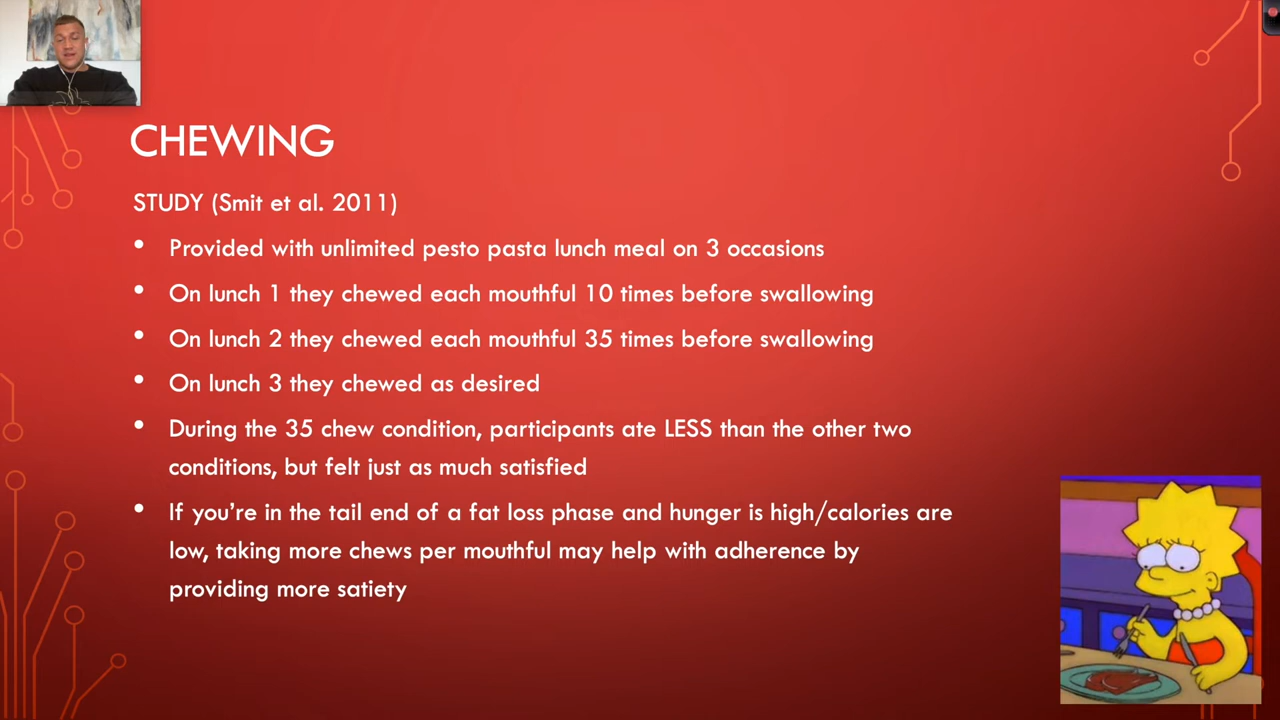 CHEWING
STUDY (Smit et al. 2011)
• Provided with unlimited pesto pasta lunch meal on 3 occasions
• On lunch 1 they chewed each mouthful 10 times before swallowing
• On lunch 2 they chewed each mouthful 35 times before swallowing
• On lunch 3 they chewed as desired
• During the 35 chew condition, participants ate LESS than the other two
conditions, but felt just as much satisfied
• If you’re in the tail end of a fat loss phase and hunger is high/calories are
low, taking more chews per mouthful may help with adherence by
providing more satiety